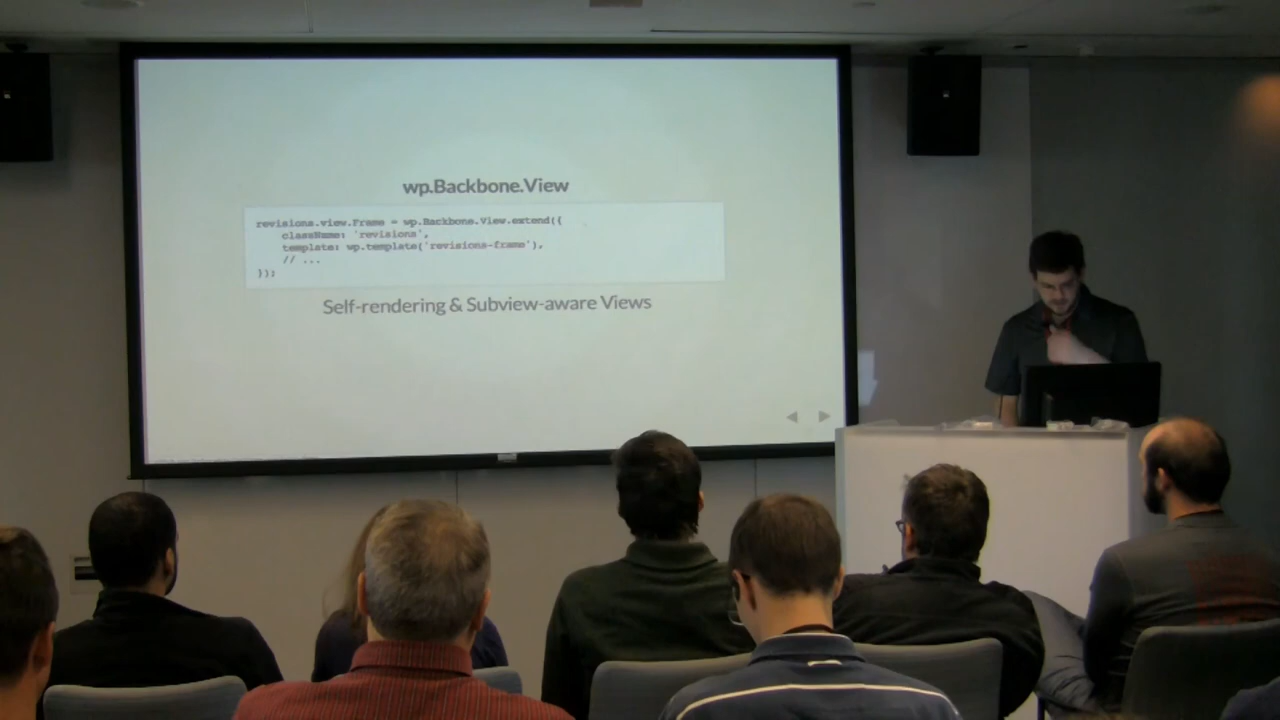 wp.Backbone.View
revisions.view.Frame = wp.Backbone.View.extend({
className: 'revisions',
template: wp.template('revisions-frame'),
// ...
});
Self-rendering & Subview-aware Views